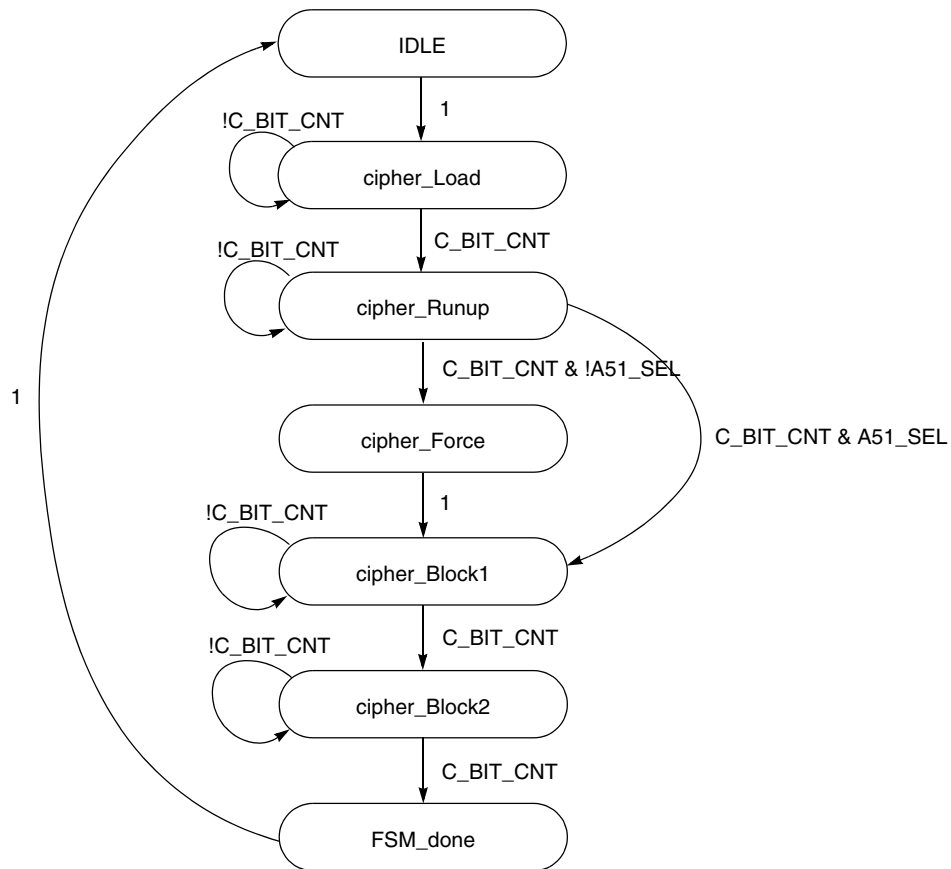 IDLE
1
!C_BIT_CNT
cipher_Load
C_BIT_CNT
!C_BIT_CNT
cipher_Runup
C_BIT_CNT & !A51_SEL
1
cipher_Force
C_BIT_CNT & A51_SEL
1
!C_BIT_CNT
cipher_Block1
C_BIT_CNT
!C_BIT_CNT
cipher_Block2
C_BIT_CNT
FSM_done